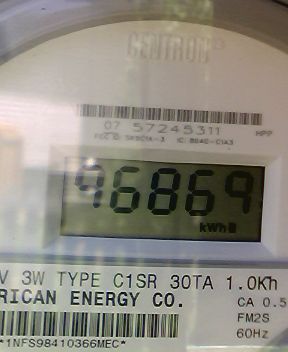 CENTRON
07 57245311 HPP
96869
kWh
V 3W TYPE C1SR 30TA 1.0Kh
RICAN ENERGY CO. CA 0.5
FM2S
60Hz
*1NFS98410366MEC*